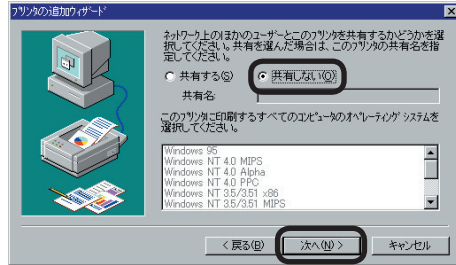 プリンタの追加ウィザード
ネットワーク上のほかのユーザーとこのプリンタを共有するかどうかを選
択してください。共有を選んだ場合は、このプリンタの共有名を指
定してください。
共有する(S) 共有しない(O)
共有名:
このプリンタに印刷するすべてのコンピュータのオペレーティング システムを
選択してください。
Windows 95
Windows NT 4.0 MIPS
Windows NT 4.0 Alpha
Windows NT 4.0 PPC
Windows NT 3.5/3.51 x86
Windows NT 3.5/3.51 MIPS
< 戻る(B) 次へ(N) > キャンセル